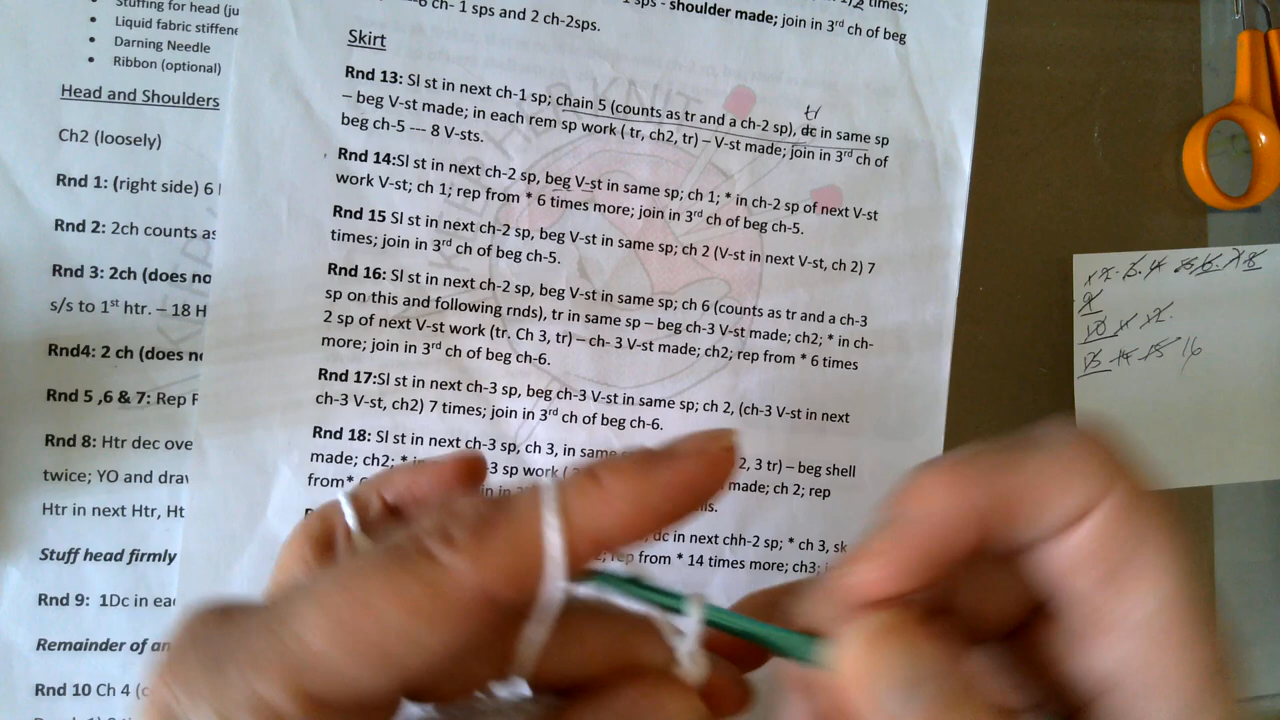 Stuffing for head (ju
Liquid fabric stiffene
Darning Needle
Ribbon (optional)
Head and Shoulders
Ch2 (loosely)
Rnd 1: (right side) 6
Rnd 2: 2ch counts as
Rnd 3: 2ch (does no
s/s to 1st htr. – 18 H
Rnd4: 2 ch (does n
Rnd 5 ,6 & 7: Rep
Rnd 8: Htr dec ove
twice; YO and draw
Htr in next Htr, Ht
Stuff head firmly
Rnd 9: 1Dc in ea
Remainder of an
Rnd 10 Ch 4 (c
sps - shoulder made; join in 3rd ch of beg
ch- 1 sps and 2 ch-2sps.
times;
Skirt
Rnd 13: Sl st in next ch-1 sp; chain 5 (counts as tr and a ch-2 sp), dc in same sp
tr
– beg V-st made; in each rem sp work ( tr, ch2, tr) – V-st made; join in 3rd ch of
beg ch-5 --- 8 V-sts.
Rnd 14:Sl st in next ch-2 sp, beg V-st in same sp; ch 1; * in ch-2 sp of next V-st
work V-st; ch 1; rep from * 6 times more; join in 3rd ch of beg ch-5.
Rnd 15 Sl st in next ch-2 sp, beg V-st in same sp; ch 2 (V-st in next V-st, ch 2) 7
times; join in 3rd ch of beg ch-5.
Rnd 16: Sl st in next ch-2 sp, beg V-st in same sp; ch 6 (counts as tr and a ch-3
sp on this and following rnds), tr in same sp – beg ch-3 V-st made; ch2; * in ch-
2 sp of next V-st work (tr. Ch 3, tr) – ch- 3 V-st made; ch2; rep from * 6 times
more; join in 3rd ch of beg ch-6.
Rnd 17:Sl st in next ch-3 sp, beg ch-3 V-st in same sp; ch 2, (ch-3 V-st in next
ch-3 V-st, ch2) 7 times; join in 3rd ch of beg ch-6.
Rnd 18: Sl st in next ch-3 sp, ch 3, in same 2, 3 tr) – beg shell
made; ch2; * -3 sp work ( made; ch 2; rep
from*
dc in next chh-2 sp; * ch 3, sk
rep from * 14 times more; ch3;
16